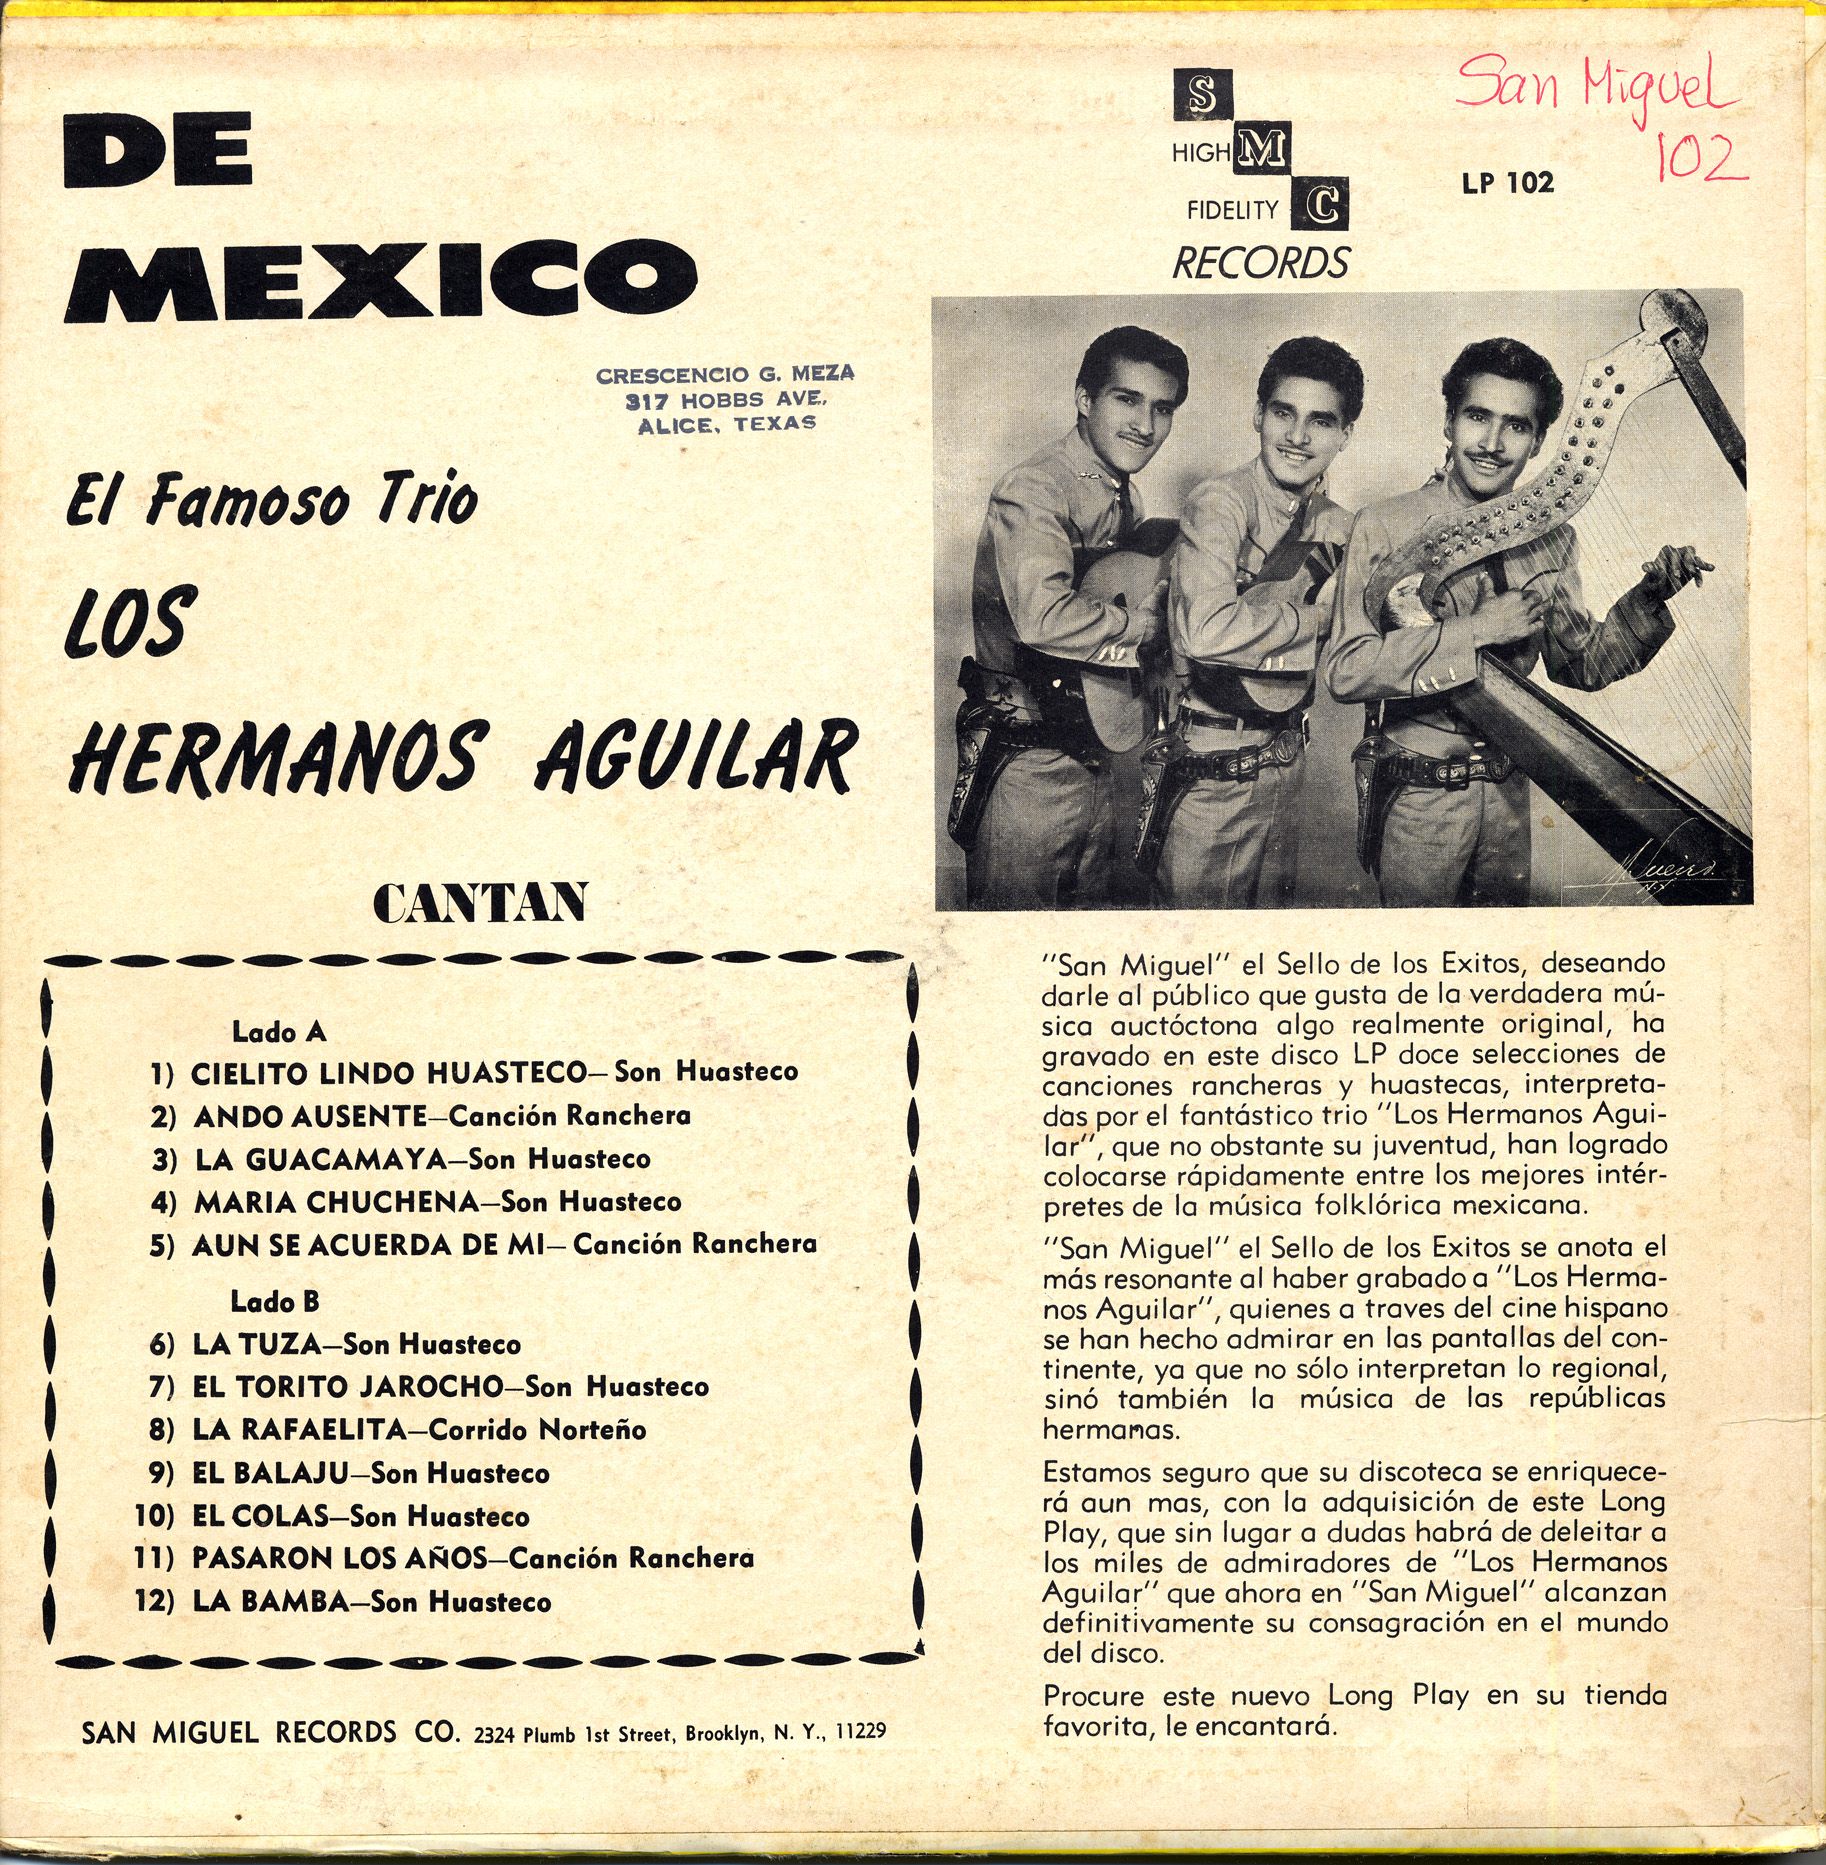 DE
MEXICO
CRESCENCIO G. MEZA
317 HOBBS AVE.
ALICE, TEXAS
El Famoso Trio
LOS
HERMANOS AGUILAR
CANTAN
Lado A
1) CIELITO LINDO HUASTECO—Son Huasteco
2) ANDO AUSENTE—Canción Ranchera
3) LA GUACAMAYA—Son Huasteco
4) MARIA CHUCHENA—Son Huasteco
5) AUN SE ACUERDA DE MI—Canción Ranchera
Lado B
6) LA TUZA—Son Huasteco
7) EL TORITO JAROCHO—Son Huasteco
8) LA RAFAELITA—Corrido Norteño
9) EL BALAJU—Son Huasteco
10) EL COLAS—Son Huasteco
11) PASARON LOS AÑOS—Canción Ranchera
12) LA BAMBA—Son Huasteco
SAN MIGUEL RECORDS CO. 2324 Plumb 1st Street, Brooklyn, N. Y., 11229
S
HIGH M
FIDELITY C
RECORDS
LP 102
San Miguel
102
N.Y.
"San Miguel" el Sello de los Exitos, deseando
darle al público que gusta de la verdadera mú-
sica auctóctona algo realmente original, ha
gravado en este disco LP doce selecciones de
canciones rancheras y huastecas, interpreta-
das por el fantástico trio "Los Hermanos Agui-
lar", que no obstante su juventud, han logrado
colocarse rápidamente entre los mejores intér-
pretes de la música folklórica mexicana.
"San Miguel" el Sello de los Exitos se anota el
más resonante al haber grabado a "Los Herma-
nos Aguilar", quienes a traves del cine hispano
se han hecho admirar en las pantallas del con-
tinente, ya que no sólo interpretan lo regional,
sinó también la música de las repúblicas
hermanas.
Estamos seguro que su discoteca se enriquece-
rá aun mas, con la adquisición de este Long
Play, que sin lugar a dudas habrá de deleitar a
los miles de admiradores de "Los Hermanos
Aguilar" que ahora en "San Miguel" alcanzan
definitivamente su consagración en el mundo
del disco.
Procure este nuevo Long Play en su tienda
favorita, le encantará.